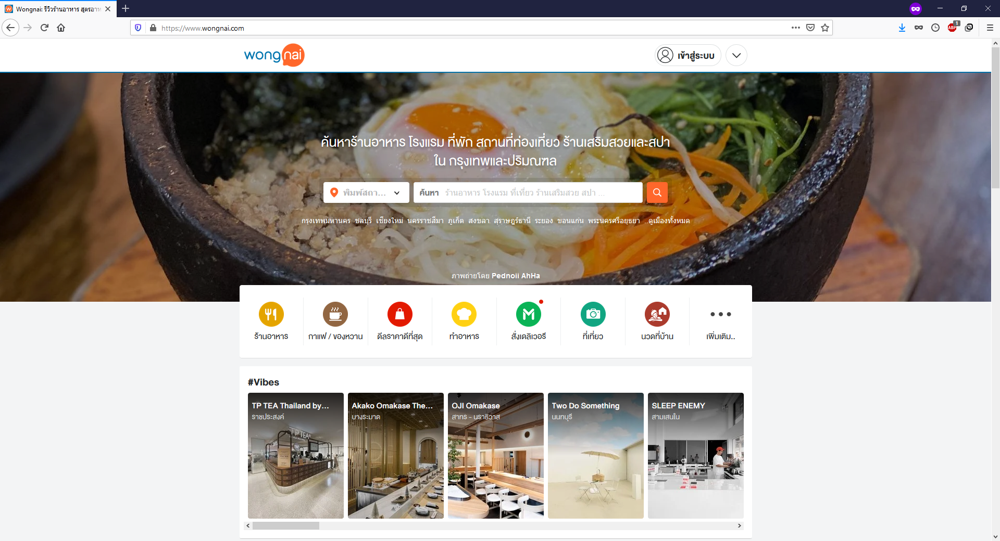 Wongnai: รีวิวร้านอาหาร สูตรอาห
https://www.wongnai.com
ABP 1
wongnai
เข้าสู่ระบบ
ค้นหาร้านอาหาร โรงแรม ที่พัก สถานที่ท่องเที่ยว ร้านเสริมสวยและสปา
ใน กรุงเทพและปริมณฑล
พิมพ์สถา... ค้นหา ร้านอาหาร โรงแรม ที่เที่ยว ร้านเสริมสวย สปา ...
กรุงเทพมหานคร ชลบุรี เชียงใหม่ นครราชสีมา ภูเก็ต สงขลา สุราษฎร์ธานี ระยอง ขอนแก่น พระนครศรีอยุธยา ..ดูเมืองทั้งหมด
ภาพถ่ายโดย Pednoii AhHa
ร้านอาหาร กาแฟ / ของหวาน ดีลราคาดีที่สุด ทำอาหาร สั่งเดลิเวอรี ที่เที่ยว นวดที่บ้าน เพิ่มเติม..
#Vibes
TP TEA Thailand by...
ราชประสงค์
TP TEA
Akako Omakase The...
บางระมาด
OJI Omakase
สาทร - นราธิวาส
Two Do Something
นนทบุรี
SLEEP ENEMY
สามเสนใน